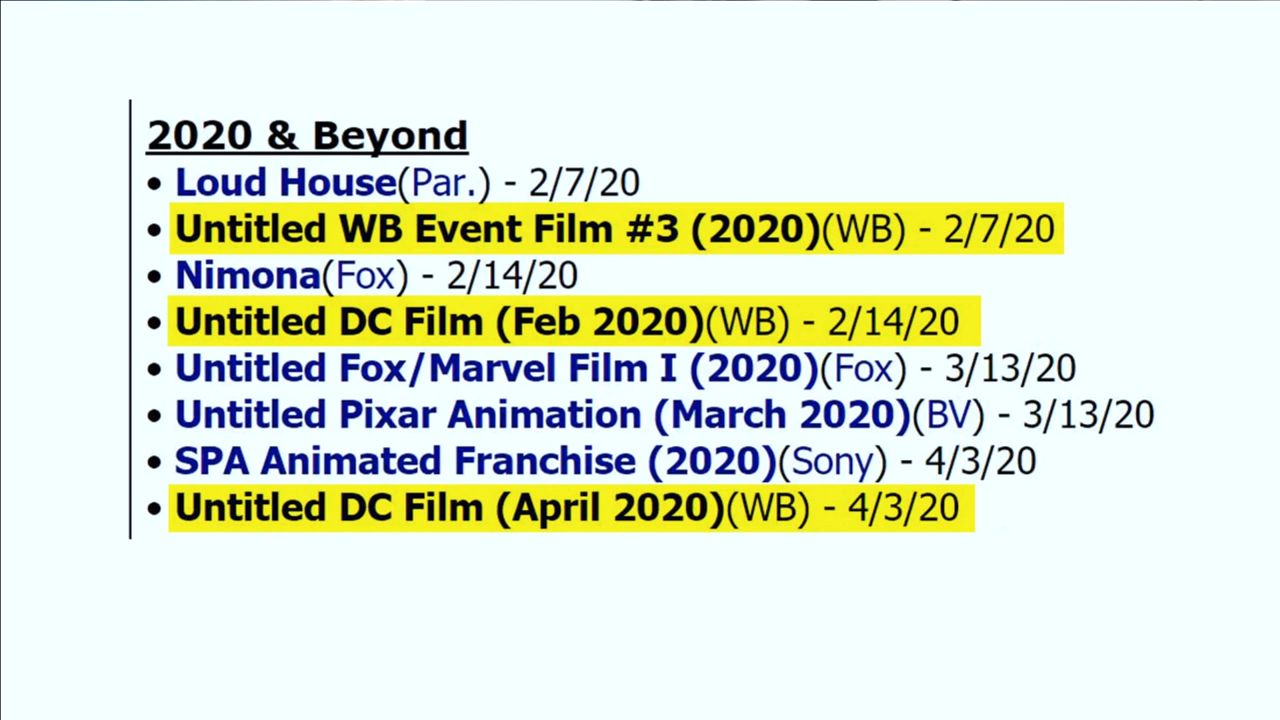 2020 & Beyond
• Loud House(Par.) - 2/7/20
• Untitled WB Event Film #3 (2020)(WB) - 2/7/20
• Nimona(Fox) - 2/14/20
• Untitled DC Film (Feb 2020)(WB) - 2/14/20
• Untitled Fox/Marvel Film I (2020)(Fox) - 3/13/20
• Untitled Pixar Animation (March 2020)(BV) - 3/13/20
• SPA Animated Franchise (2020)(Sony) - 4/3/20
• Untitled DC Film (April 2020)(WB) - 4/3/20